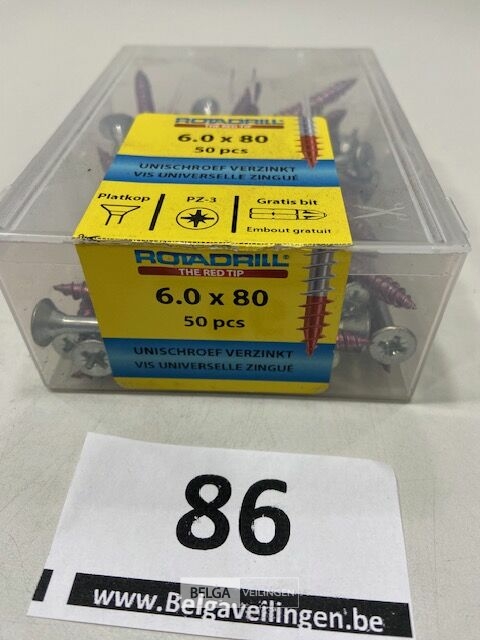 ROTADRILL®
THE RED TIP
6.0 x 80
50 pcs
UNISCHROEF VERZINKT
VIS UNIVERSELLE ZINGUÉ
Platkop
PZ-3
Gratis bit
Embout gratuit
ROTADRILL®
THE RED TIP
6.0 x 80
50 pcs
UNISCHROEF VERZINKT
VIS UNIVERSELLE ZINGUÉ
86
BELGA VEILINGEN
www.Belgaveilingen.be